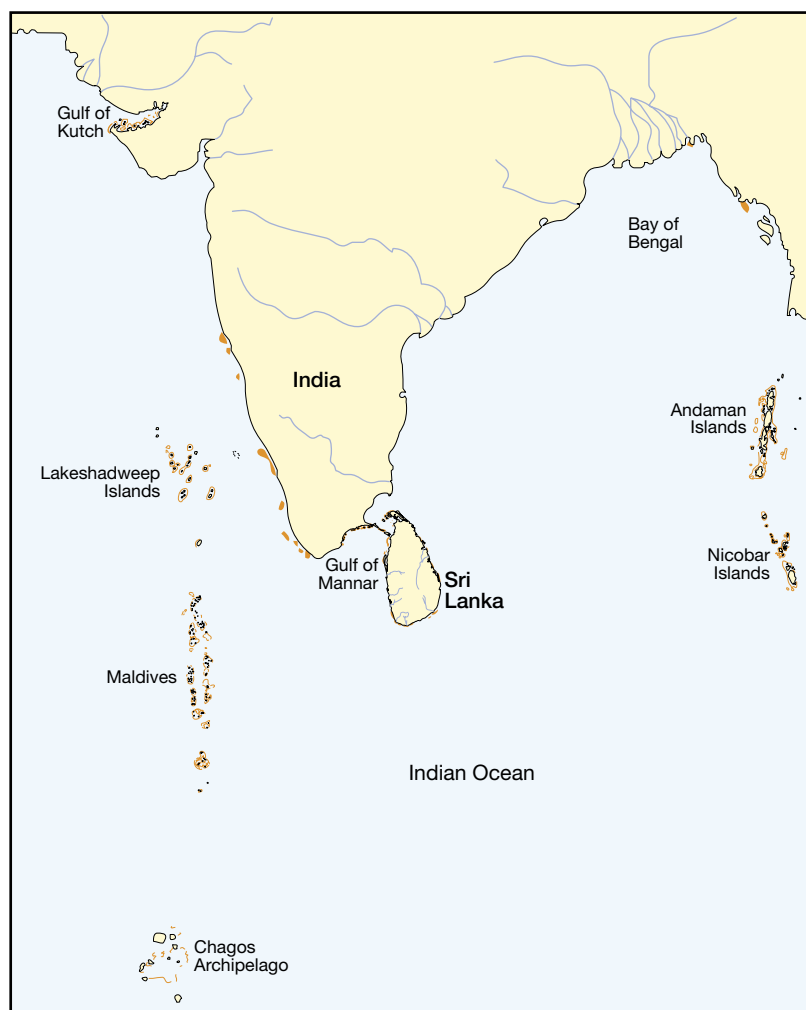 Gulf of
Kutch
Bay of
Bengal
India
Andaman
Islands
Lakeshadweep
Islands
Gulf of
Mannar
Sri
Lanka
Nicobar
Islands
Maldives
Indian Ocean
Chagos
Archipelago